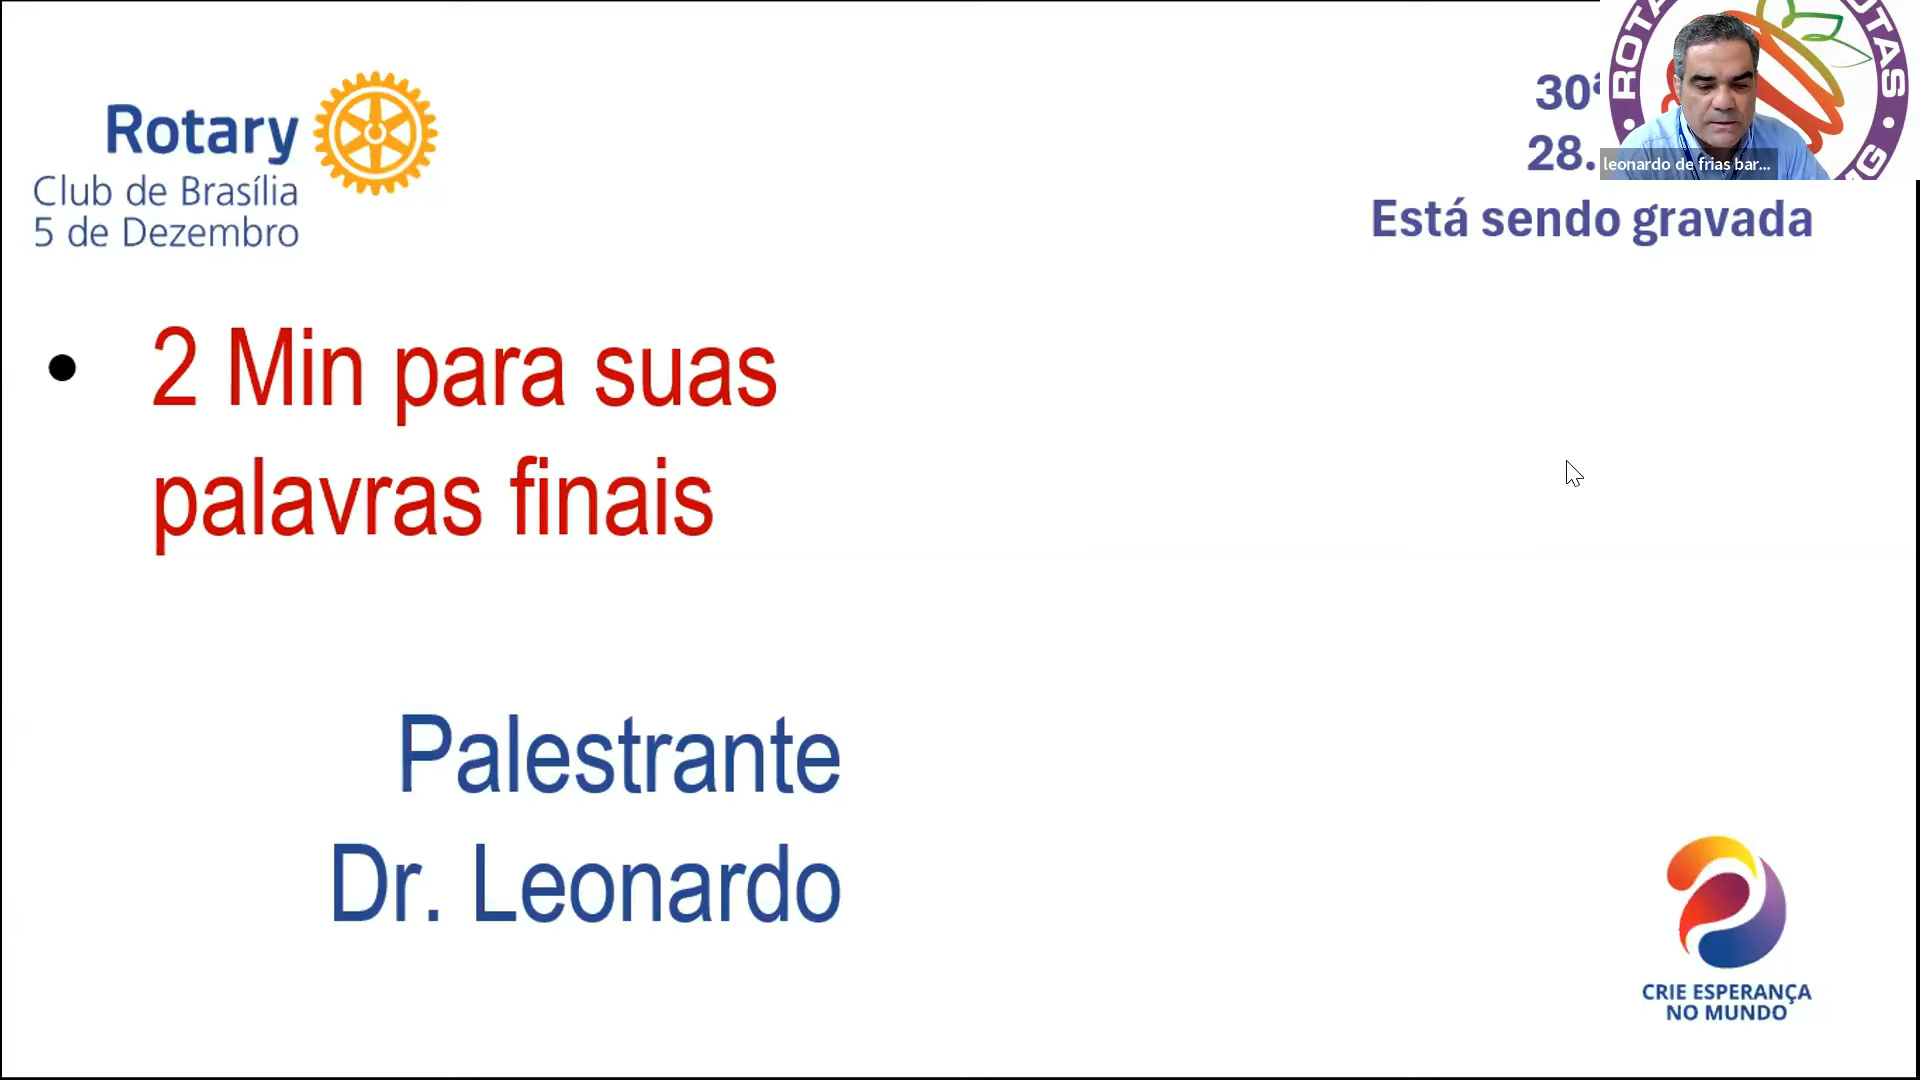 Rotary
Club de Brasília
5 de Dezembro
30ª
28.
Está sendo gravada
leonardo de frias bar...
2 Min para suas
palavras finais
Palestrante
Dr. Leonardo
CRIE ESPERANÇA
NO MUNDO